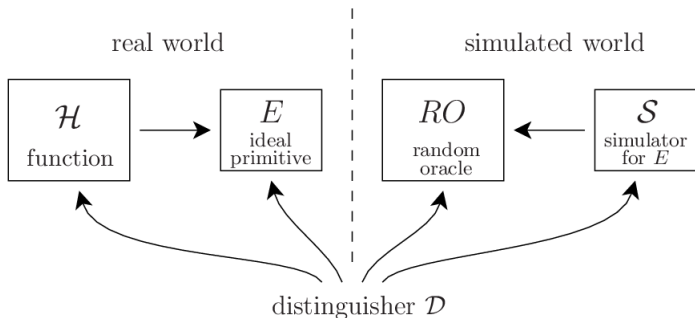 real world
simulated world
ℋ
function
E
ideal
primitive
RO
random
oracle
𝒮
simulator
for E
distinguisher 𝒟